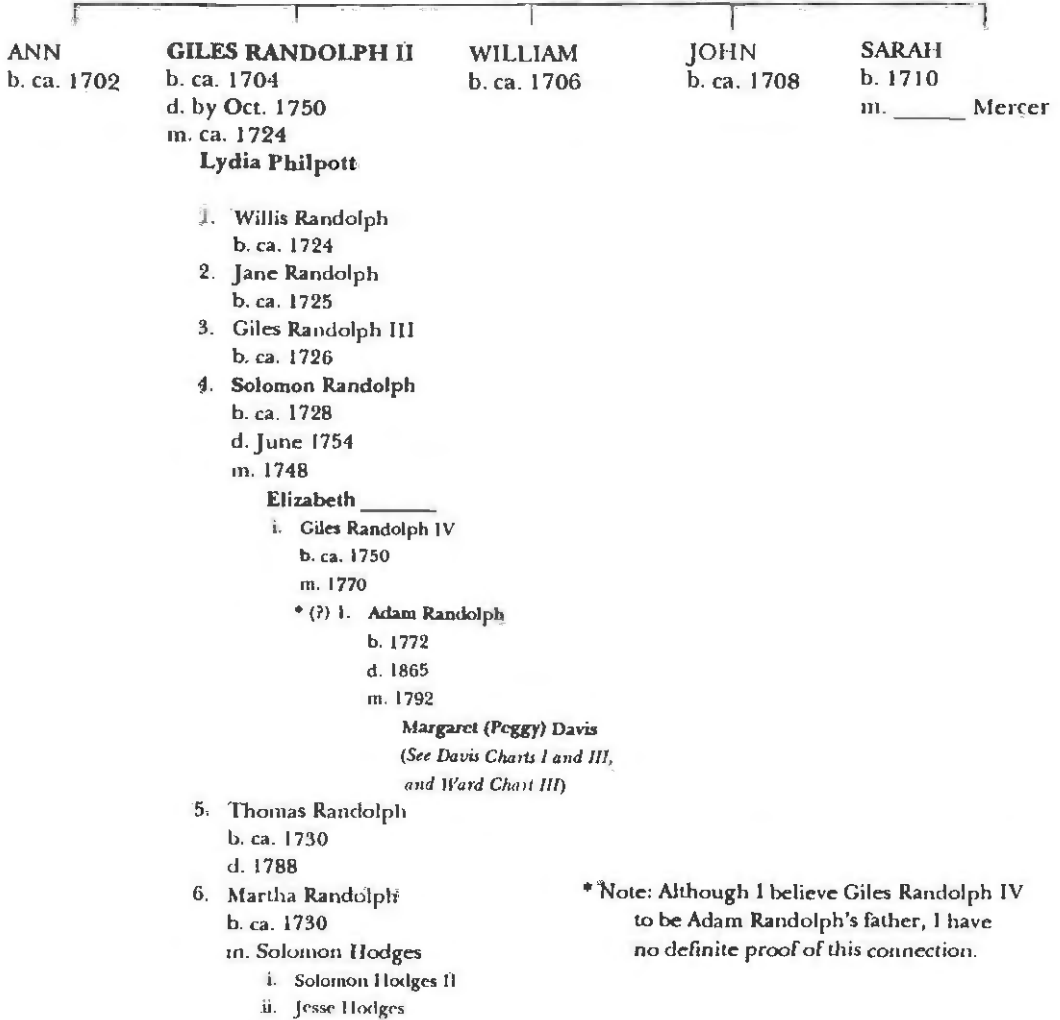 ANN
b. ca. 1702
GILES RANDOLPH II
b. ca. 1704
d. by Oct. 1750
m. ca. 1724
Lydia Philpott
1. Willis Randolph
b. ca. 1724
2. Jane Randolph
b. ca. 1725
3. Giles Randolph III
b. ca. 1726
4. Solomon Randolph
b. ca. 1728
d. June 1754
m. 1748
Elizabeth ______
i. Giles Randolph IV
b. ca. 1750
m. 1770
* (?) 1. Adam Randolph
b. 1772
d. 1865
m. 1792
Margaret (Peggy) Davis
(See Davis Charts I and III,
and Ward Chart III)
5. Thomas Randolph
b. ca. 1730
d. 1788
6. Martha Randolph
b. ca. 1730
m. Solomon Hodges
i. Solomon Hodges II
ii. Jesse Hodges
WILLIAM
b. ca. 1706
JOHN
b. ca. 1708
SARAH
b. 1710
m. ______ Mercer
* Note: Although I believe Giles Randolph IV
to be Adam Randolph's father, I have
no definite proof of this connection.